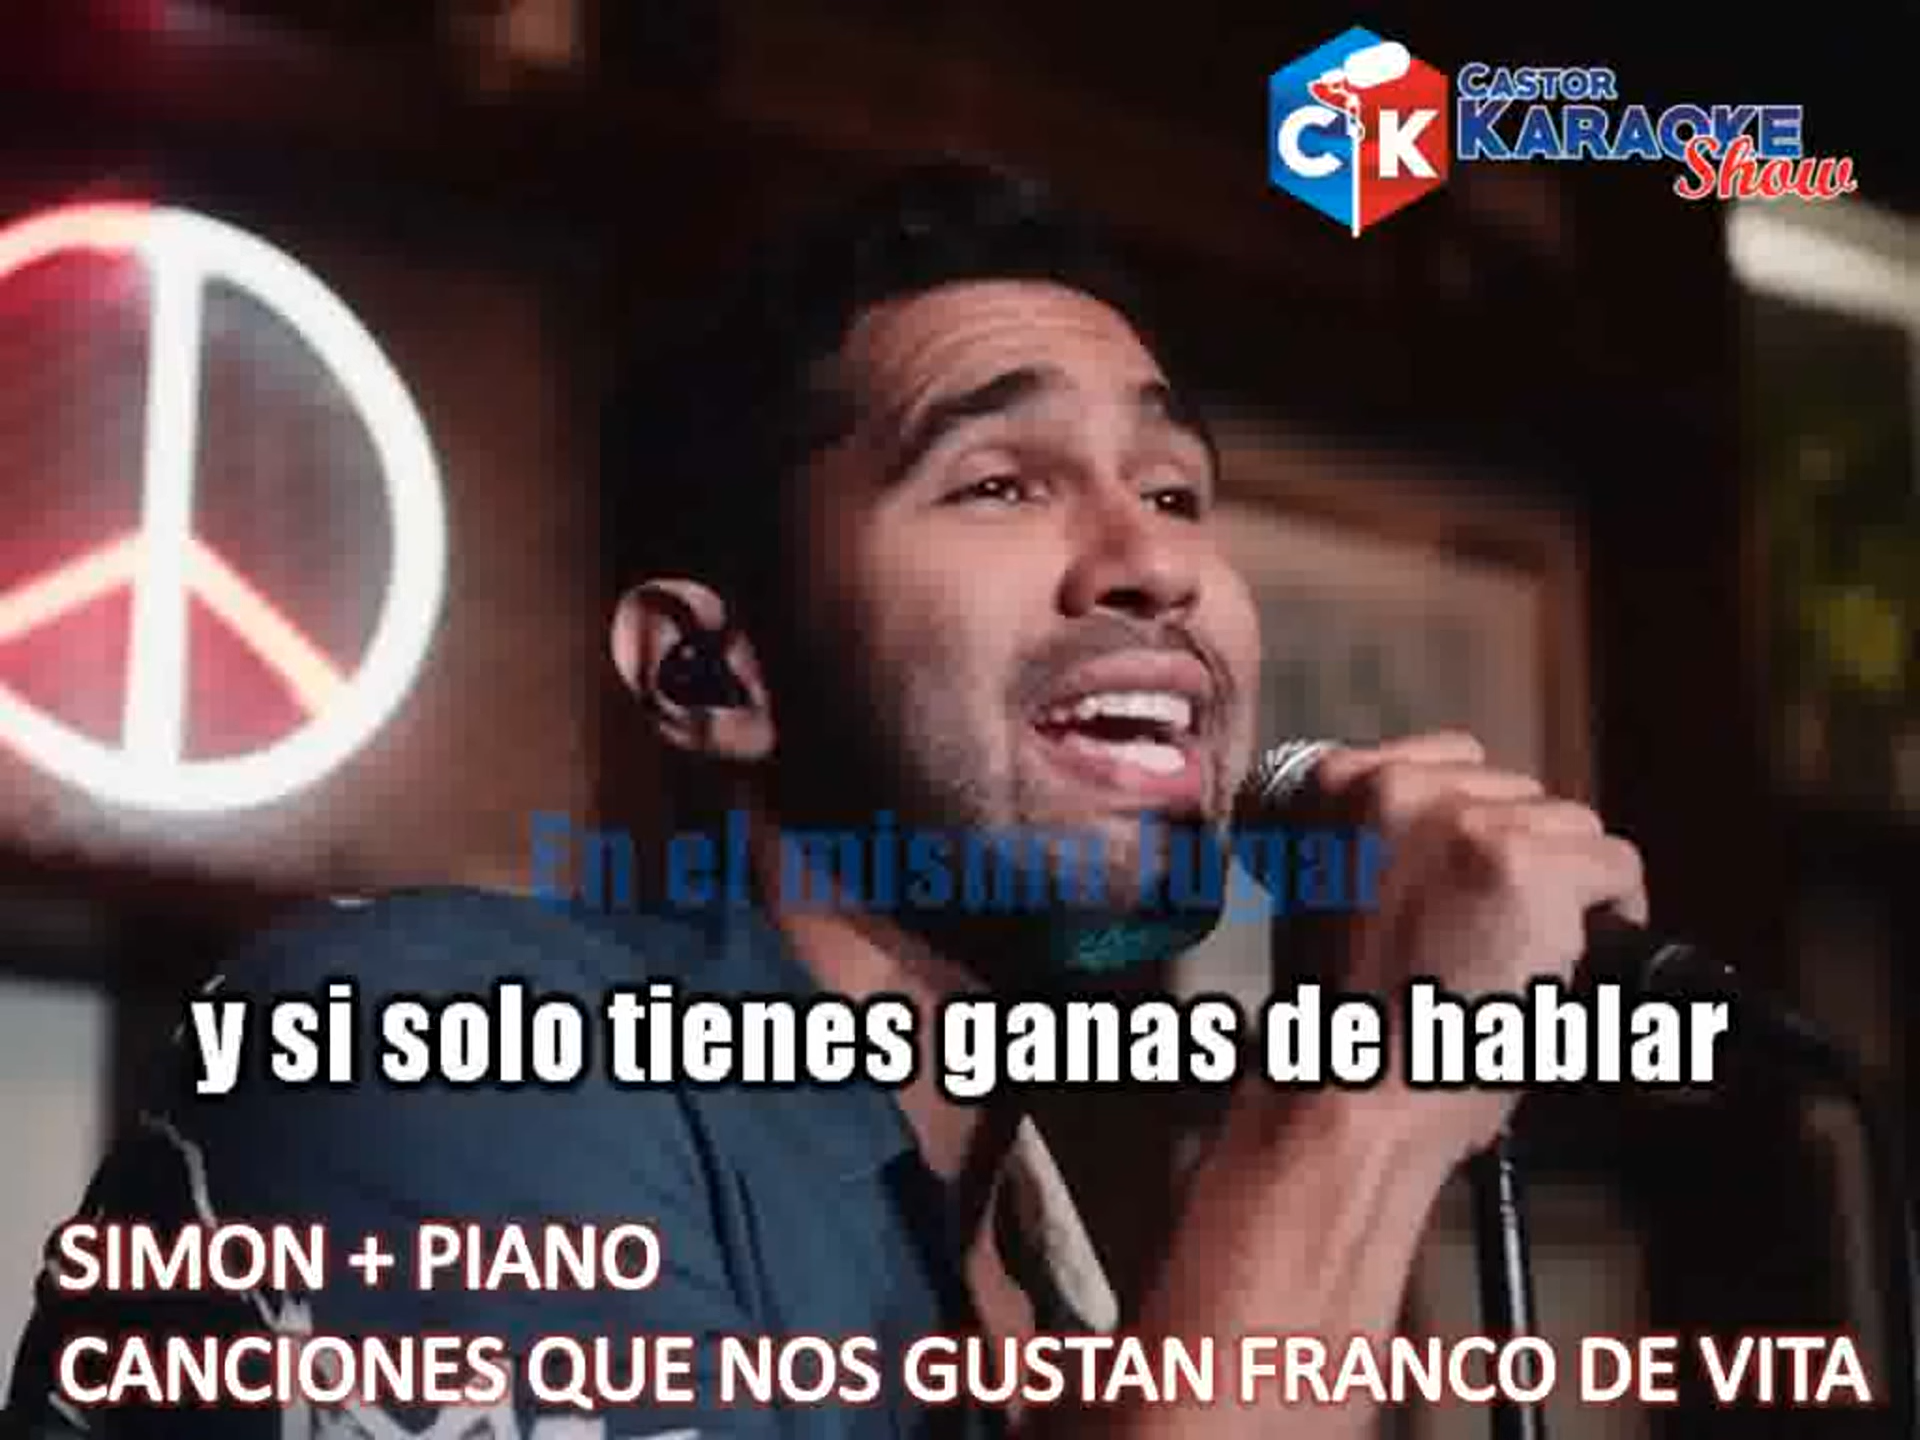 CK
CASTOR
KARAOKE
Show
En el mismo lugar
y si solo tienes ganas de hablar
SIMON + PIANO
CANCIONES QUE NOS GUSTAN FRANCO DE VITA